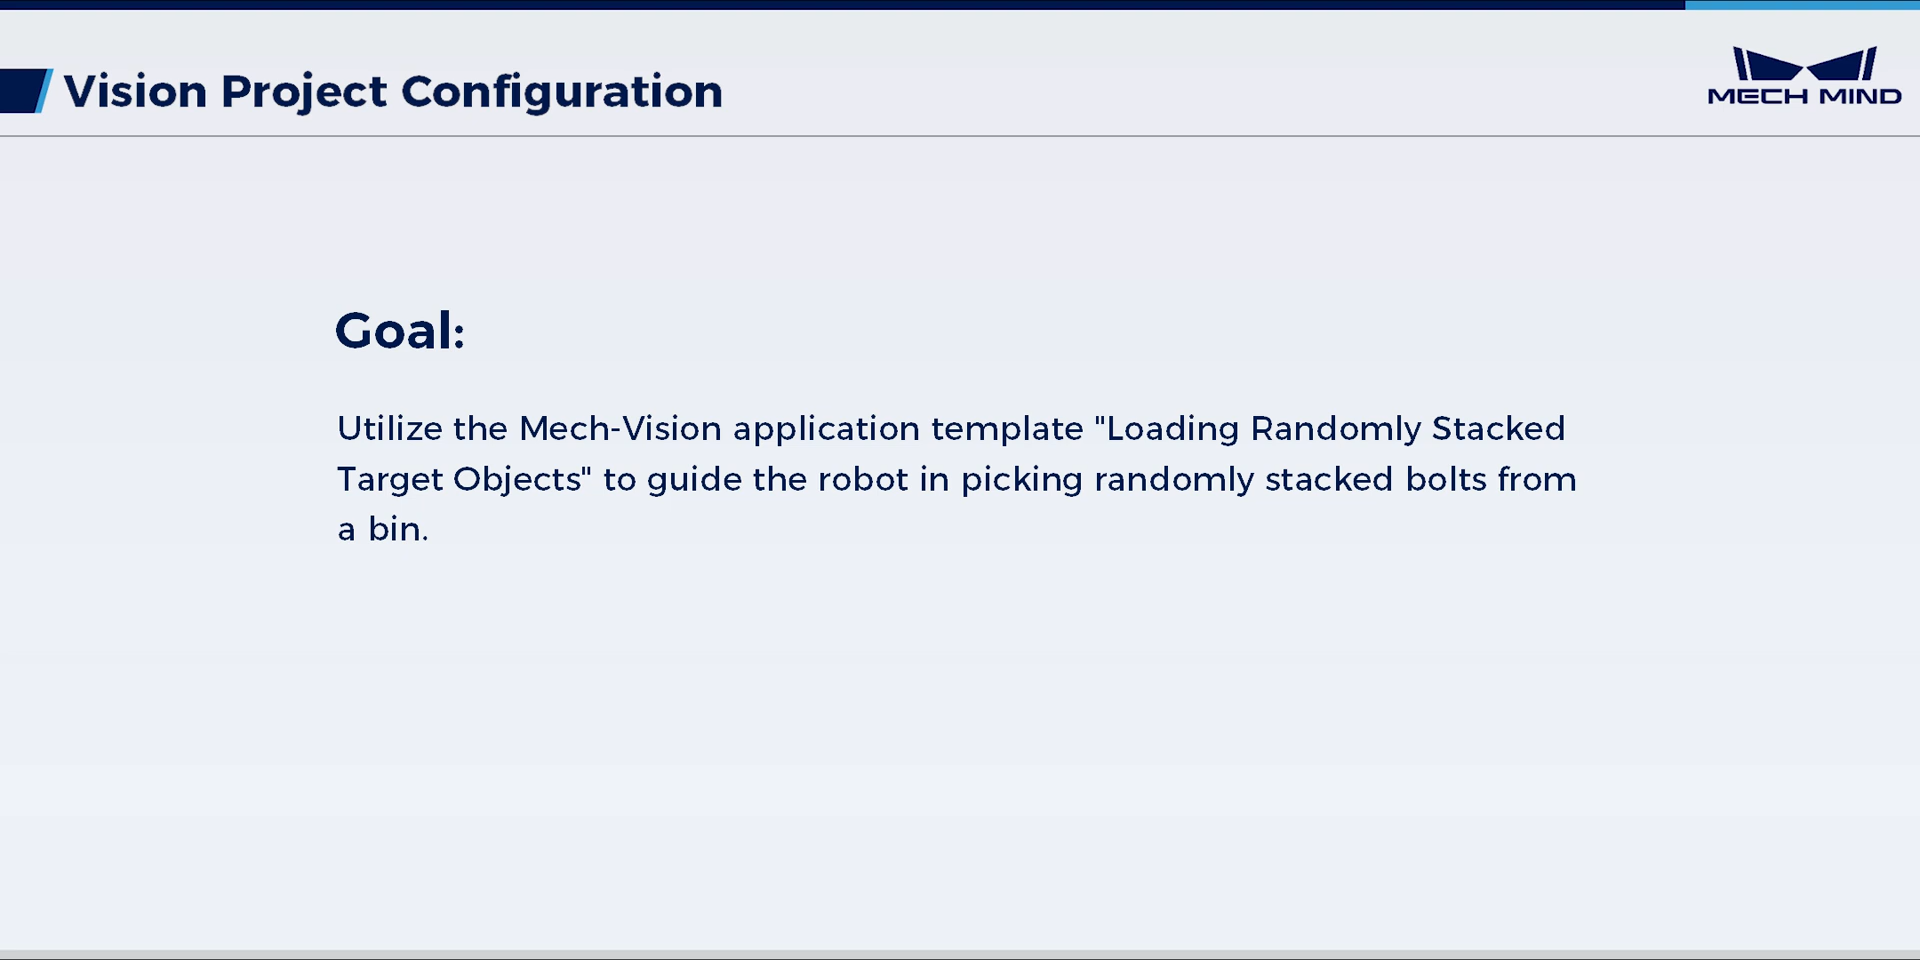 Vision Project Configuration
MECH MIND
Goal:
Utilize the Mech-Vision application template "Loading Randomly Stacked
Target Objects" to guide the robot in picking randomly stacked bolts from
a bin.